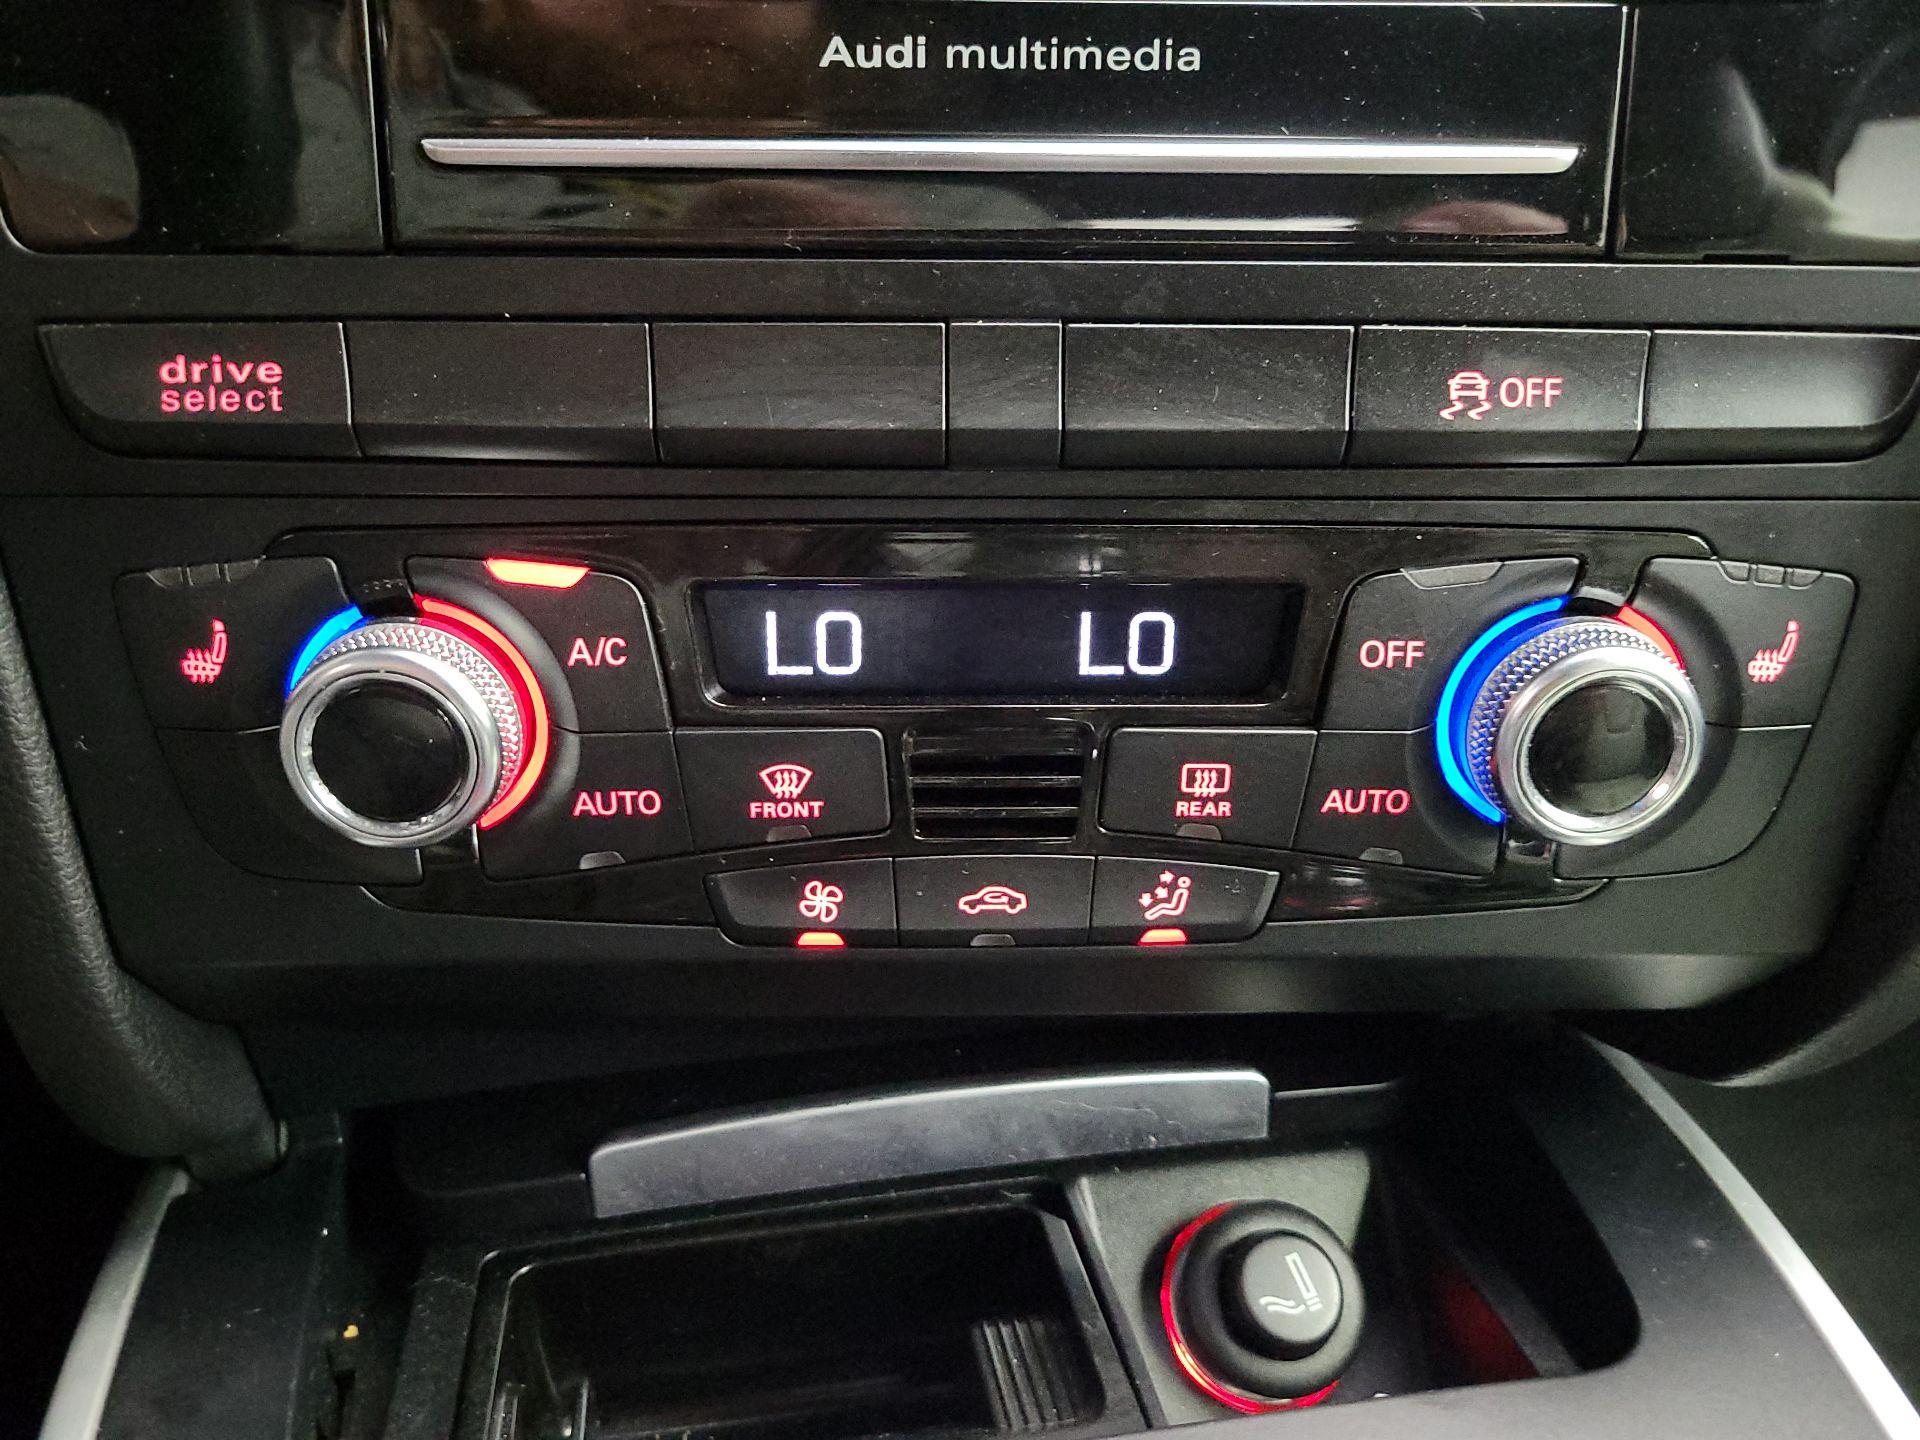 Audi multimedia
drive
select
OFF
A/C
LO
LO
OFF
AUTO
FRONT
REAR
AUTO